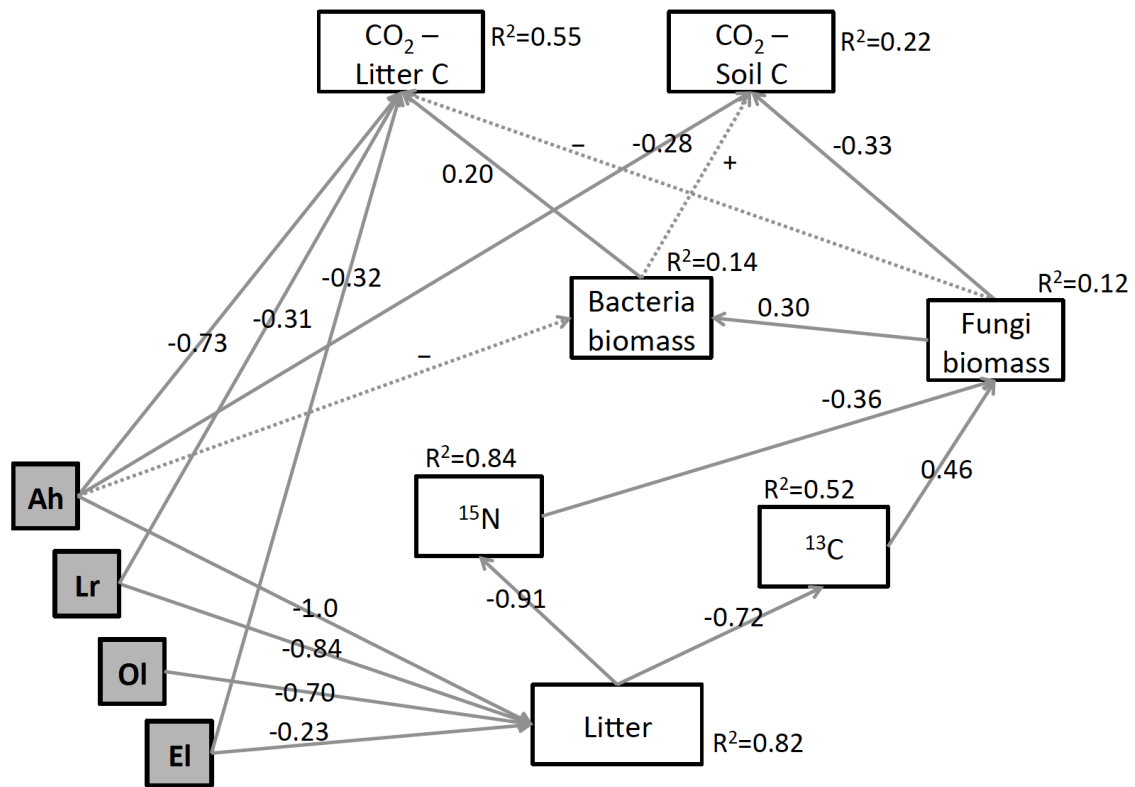 CO₂ –
Litter C
R²=0.55
CO₂ –
Soil C
R²=0.22
–
-0.28
-0.33
0.20
+
R²=0.14
-0.32
Bacteria
biomass
R²=0.12
0.30
Fungi
biomass
-0.31
-0.73
–
-0.36
R²=0.84
0.46
Ah
¹⁵N
R²=0.52
¹³C
Lr
-1.0
-0.91
-0.72
-0.84
Ol
-0.70
-0.23
Litter
El
R²=0.82